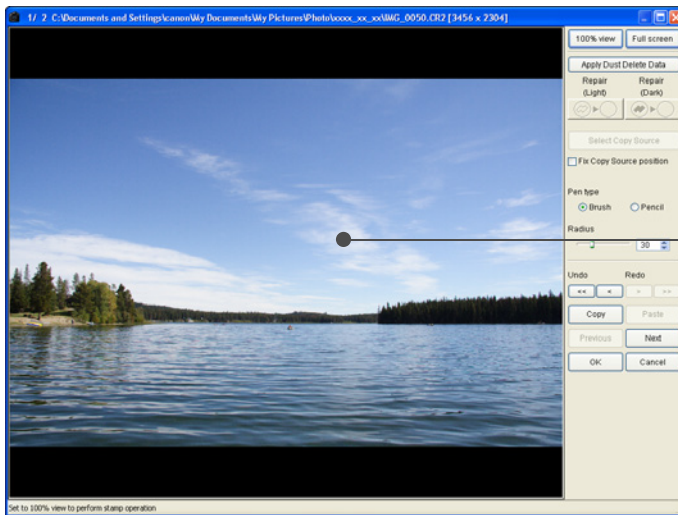 1/ 2 C:\Documents and Settings\canon\My Documents\My Pictures\Photo\xxxx_xx_xx\IMG_0050.CR2 [3456 x 2304]
100% view Full screen
Apply Dust Delete Data
Repair (Light) Repair (Dark)
Select Copy Source
Fix Copy Source position
Pen type
Brush Pencil
Radius
30
Undo Redo
<< < > >>
Copy Paste
Previous Next
OK Cancel
Set to 100% view to perform stamp operation